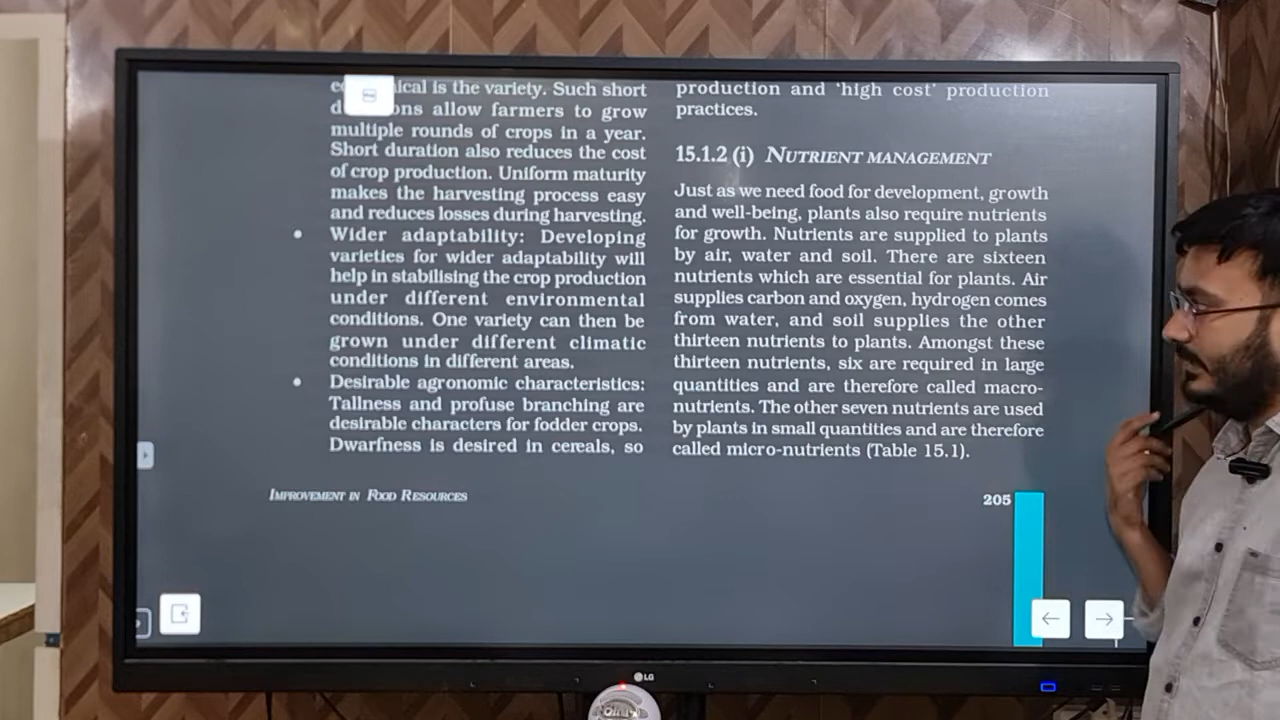 ical is the variety. Such short
ons allow farmers to grow
multiple rounds of crops in a year.
Short duration also reduces the cost
of crop production. Uniform maturity
makes the harvesting process easy
and reduces losses during harvesting.
• Wider adaptability: Developing
varieties for wider adaptability will
help in stabilising the crop production
under different environmental
conditions. One variety can then be
grown under different climatic
conditions in different areas.
• Desirable agronomic characteristics:
Tallness and profuse branching are
desirable characters for fodder crops.
Dwarfness is desired in cereals, so
production and ‘high cost’ production
practices.
15.1.2 (i) NUTRIENT MANAGEMENT
Just as we need food for development, growth
and well-being, plants also require nutrients
for growth. Nutrients are supplied to plants
by air, water and soil. There are sixteen
nutrients which are essential for plants. Air
supplies carbon and oxygen, hydrogen comes
from water, and soil supplies the other
thirteen nutrients to plants. Amongst these
thirteen nutrients, six are required in large
quantities and are therefore called macro-
nutrients. The other seven nutrients are used
by plants in small quantities and are therefore
called micro-nutrients (Table 15.1).
IMPROVEMENT IN FOOD RESOURCES
205
LG